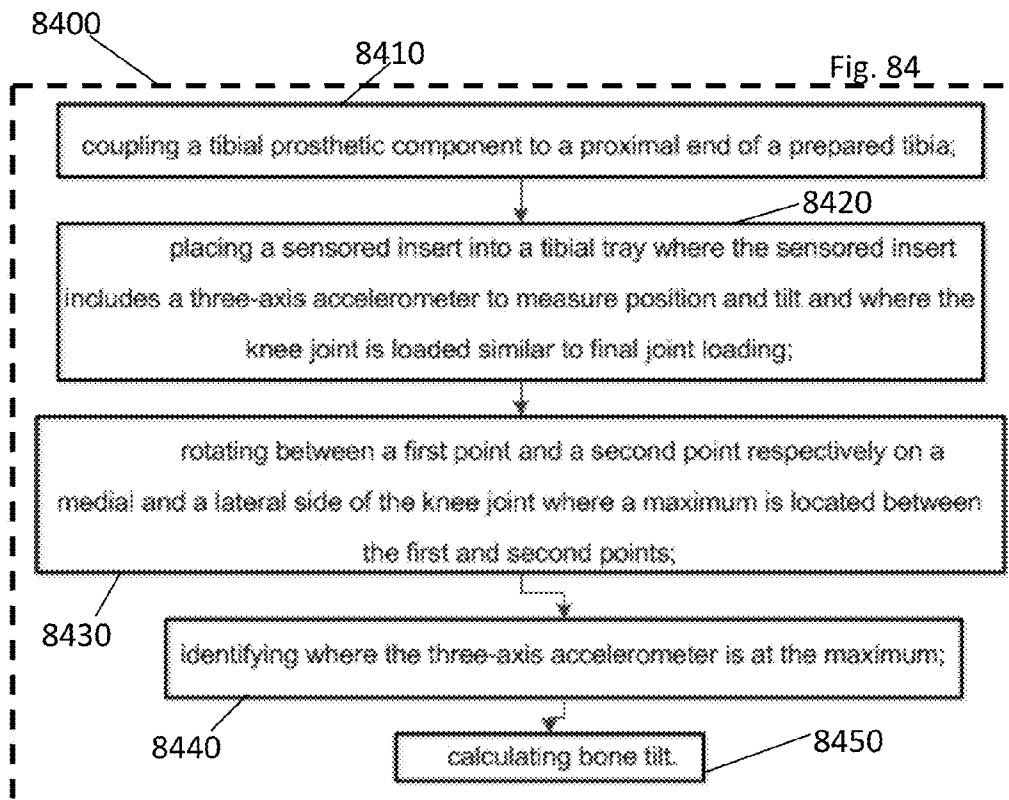 8400
8410
Fig. 84
coupling a tibial prosthetic component to a proximal end of a prepared tibia;
8420
placing a sensored insert into a tibial tray where the sensored insert
includes a three-axis accelerometer to measure position and tilt and where the
knee joint is loaded similar to final joint loading;
rotating between a first point and a second point respectively on a
medial and a lateral side of the knee joint where a maximum is located between
the first and second points;
8430
identifying where the three-axis accelerometer is at the maximum;
8440
calculating bone tilt.
8450